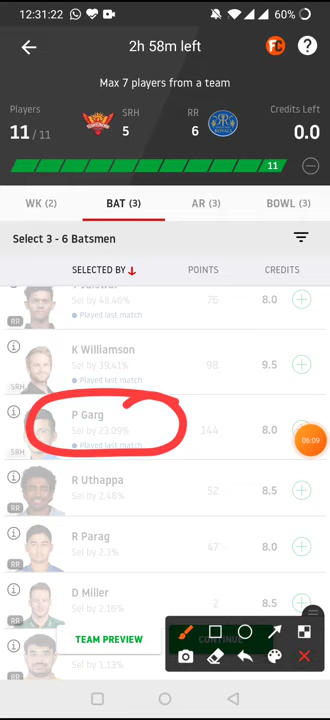 12:31:22 60%
2h 58m left
FC
?
Max 7 players from a team
Players
11 / 11
SRH
5
RR
6
Credits Left
0.0
11
WK (2)
BAT (3)
AR (3)
BOWL (3)
Select 3 - 6 Batsmen
SELECTED BY
POINTS
CREDITS
Sel by 48.46%
76
8.0
Played last match
RR
K Williamson
Sel by 39.41%
98
9.5
Played last match
SRH
P Garg
Sel by 23.09%
144
8.0
Played last match
SRH
06:09
R Uthappa
Sel by 2.48%
52
8.5
RR
R Parag
Sel by 2.3%
47
8.0
RR
D Miller
Sel by 2.16%
2
8.5
RR
TEAM PREVIEW
CONTINUE
Sel by 1.13%